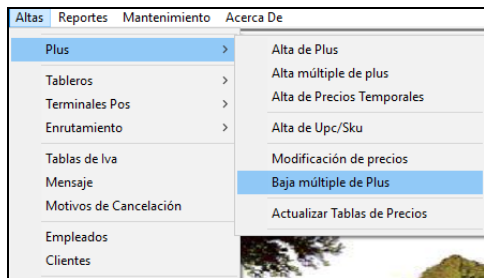 Altas Reportes Mantenimiento Acerca De
Plus >
Tableros >
Terminales Pos >
Enrutamiento >
Tablas de Iva
Mensaje
Motivos de Cancelación
Empleados
Clientes
Alta de Plus
Alta múltiple de plus
Alta de Precios Temporales
Alta de Upc/Sku
Modificación de precios
Baja múltiple de Plus
Actualizar Tablas de Precios